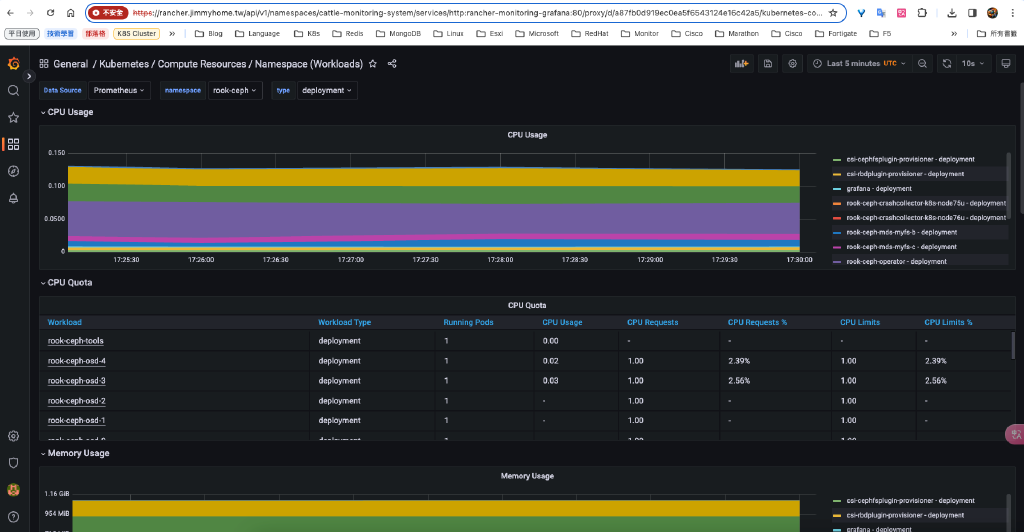 不安全 https://rancher.jimmyhome.tw/api/v1/namespaces/cattle-monitoring-system/services/http:rancher-monitoring-grafana:80/proxy/d/a87fb0d919ec0ea5f6543124e16c42a5/kubernetes-co...
平日使用 技術學習 部落格 K8S Cluster » Blog Language K8s Redis MongoDB Linux Esxi Microsoft RedHat Monitor Cisco Marathon Cisco Fortigate F5 » 所有書籤
General / Kubernetes / Compute Resources / Namespace (Workloads) Last 5 minutes UTC 10s
Data Source Prometheus namespace rook-ceph type deployment
CPU Usage
CPU Usage
0.150
0.100
0.0500
0
17:25:30 17:26:00 17:26:30 17:27:00 17:27:30 17:28:00 17:28:30 17:29:00 17:29:30 17:30:00
csi-cephfsplugin-provisioner - deployment
csi-rbdplugin-provisioner - deployment
grafana - deployment
rook-ceph-crashcollector-k8s-node75u - deployment
rook-ceph-crashcollector-k8s-node76u - deployment
rook-ceph-mds-myfs-b - deployment
rook-ceph-mds-myfs-c - deployment
rook-ceph-operator - deployment
CPU Quota
CPU Quota
Workload Workload Type Running Pods CPU Usage CPU Requests CPU Requests % CPU Limits CPU Limits %
rook-ceph-tools deployment 1 0.00 - - - -
rook-ceph-osd-4 deployment 1 0.02 1.00 2.39% 1.00 2.39%
rook-ceph-osd-3 deployment 1 0.03 1.00 2.56% 1.00 2.56%
rook-ceph-osd-2 deployment 1 - 1.00 - 1.00 -
rook-ceph-osd-1 deployment 1 - 1.00 - 1.00 -
Memory Usage
Memory Usage
1.16 GiB
954 MiB
csi-cephfsplugin-provisioner - deployment
csi-rbdplugin-provisioner - deployment
grafana - deployment